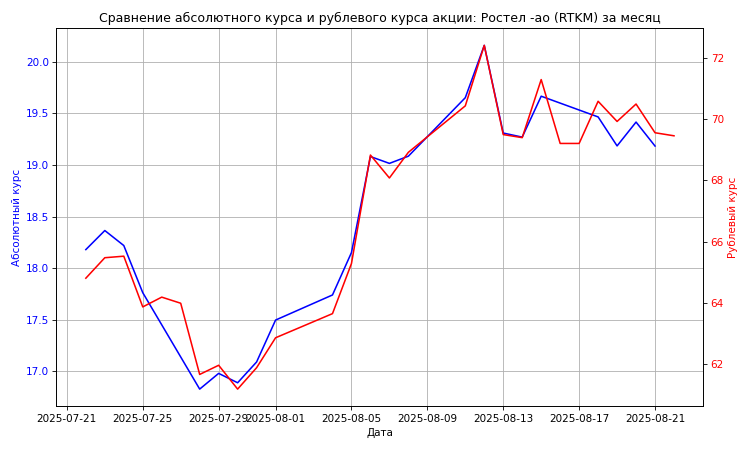 Сравнение абсолютного курса и рублевого курса акции: Ростел -ао (RTKM) за месяц
20.0
19.5
19.0
18.5
18.0
17.5
17.0
Абсолютный курс
72
70
68
66
64
62
Рублевый курс
2025-07-21 2025-07-25 2025-07-29 2025-08-01 2025-08-05 2025-08-09 2025-08-13 2025-08-17 2025-08-21
Дата